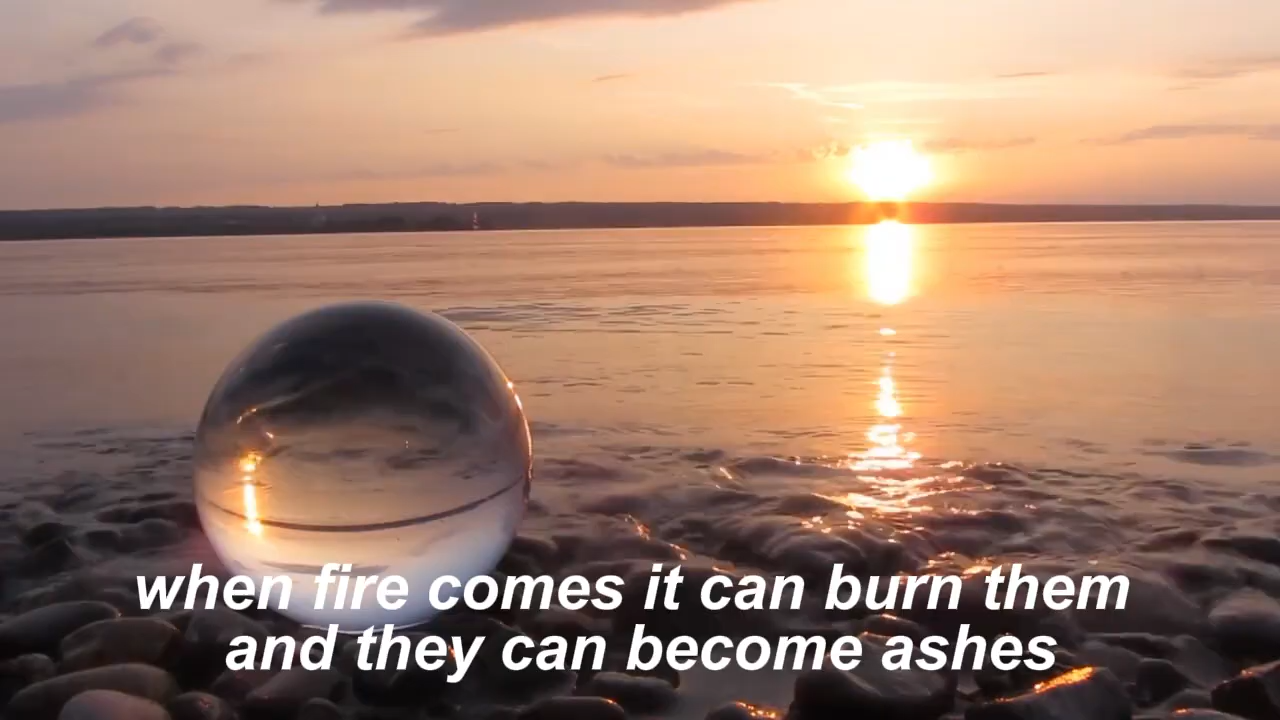 when fire comes it can burn them
and they can become ashes